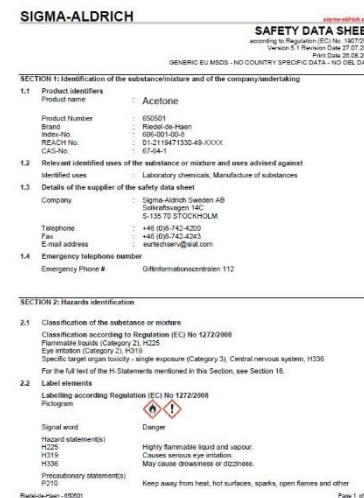 SIGMA-ALDRICH
sigma-aldrich.c
SAFETY DATA SHEE
according to Regulation (EC) No. 1907/20
Version 5.1 Revision Date 27.07.2
Print Date 26.08.20
GENERIC EU MSDS - NO COUNTRY SPECIFIC DATA - NO OEL DA
SECTION 1: Identification of the substance/mixture and of the company/undertaking
1.1 Product identifiers
Product name : Acetone
Product Number : 650501
Brand : Riedel-de-Haen
Index-No. : 606-001-00-8
REACH No. : 01-2119471330-49-XXXX
CAS-No. : 67-64-1
1.2 Relevant identified uses of the substance or mixture and uses advised against
Identified uses : Laboratory chemicals, Manufacture of substances
1.3 Details of the supplier of the safety data sheet
Company : Sigma-Aldrich Sweden AB
Solkraftsvagen 14C
S-135 70 STOCKHOLM
Telephone : +46 (0)8-742-4200
Fax : +46 (0)8-742-4243
E-mail address : eurtechserv@sial.com
1.4 Emergency telephone number
Emergency Phone # : Giftinformationscentralen 112
SECTION 2: Hazards identification
2.1 Classification of the substance or mixture
Classification according to Regulation (EC) No 1272/2008
Flammable liquids (Category 2), H225
Eye irritation (Category 2), H319
Specific target organ toxicity - single exposure (Category 3), Central nervous system, H336
For the full text of the H-Statements mentioned in this Section, see Section 16.
2.2 Label elements
Labelling according Regulation (EC) No 1272/2008
Pictogram
Signal word Danger
Hazard statement(s)
H225 Highly flammable liquid and vapour.
H319 Causes serious eye irritation.
H336 May cause drowsiness or dizziness.
Precautionary statement(s)
P210 Keep away from heat, hot surfaces, sparks, open flames and other
Riedel-de-Haen - 650501 Page 1 of